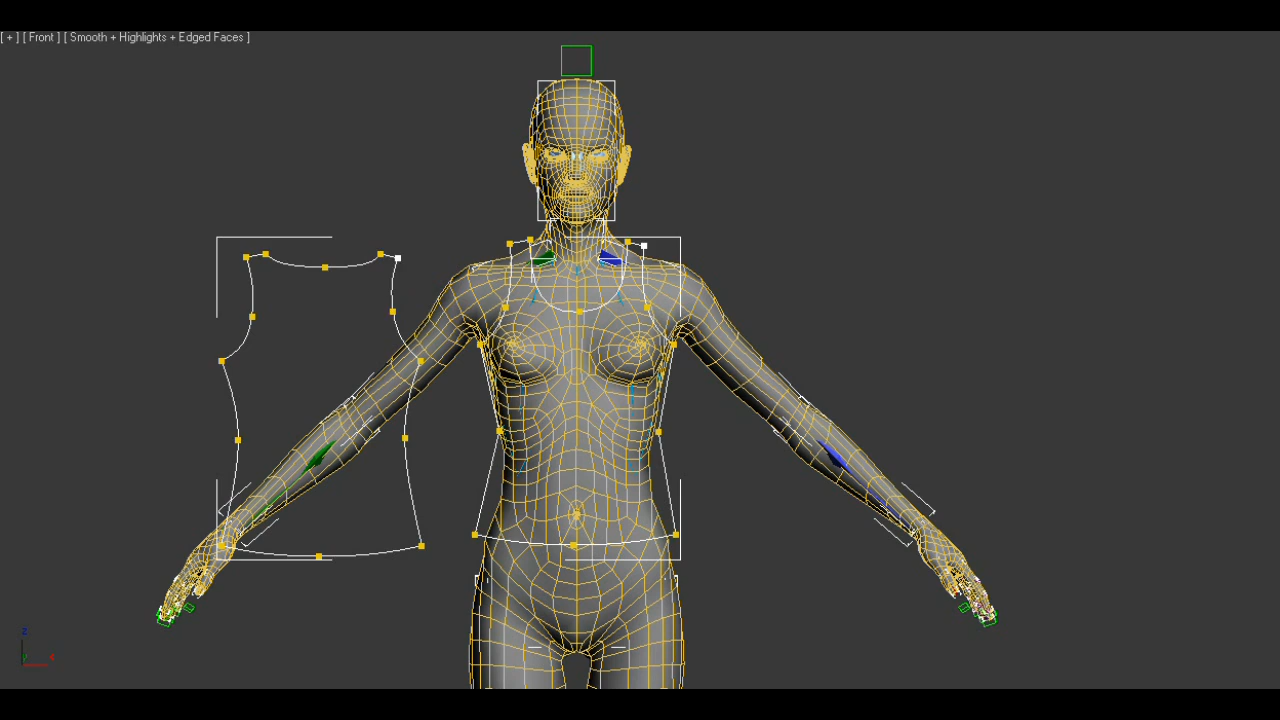 [ + ] [ Front ] [ Smooth + Highlights + Edged Faces ]
z
y
x